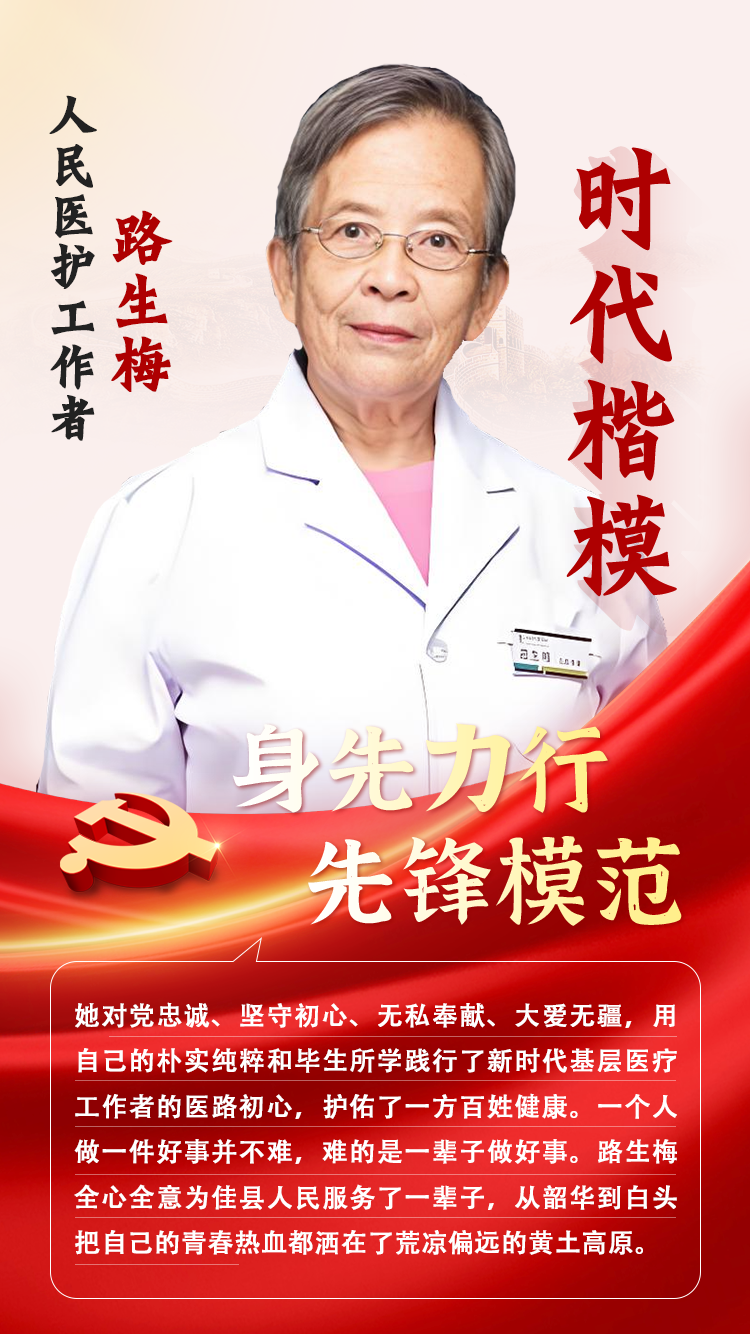 人民医护工作者
路生梅
时代楷模
身先力行
先锋模范
她对党忠诚、坚守初心、无私奉献、大爱无疆，用
自己的朴实纯粹和毕生所学践行了新时代基层医疗
工作者的医路初心，护佑了一方百姓健康。一个人
做一件好事并不难，难的是一辈子做好事。路生梅
全心全意为佳县人民服务了一辈子，从韶华到白头
把自己的青春热血都洒在了荒凉偏远的黄土高原。